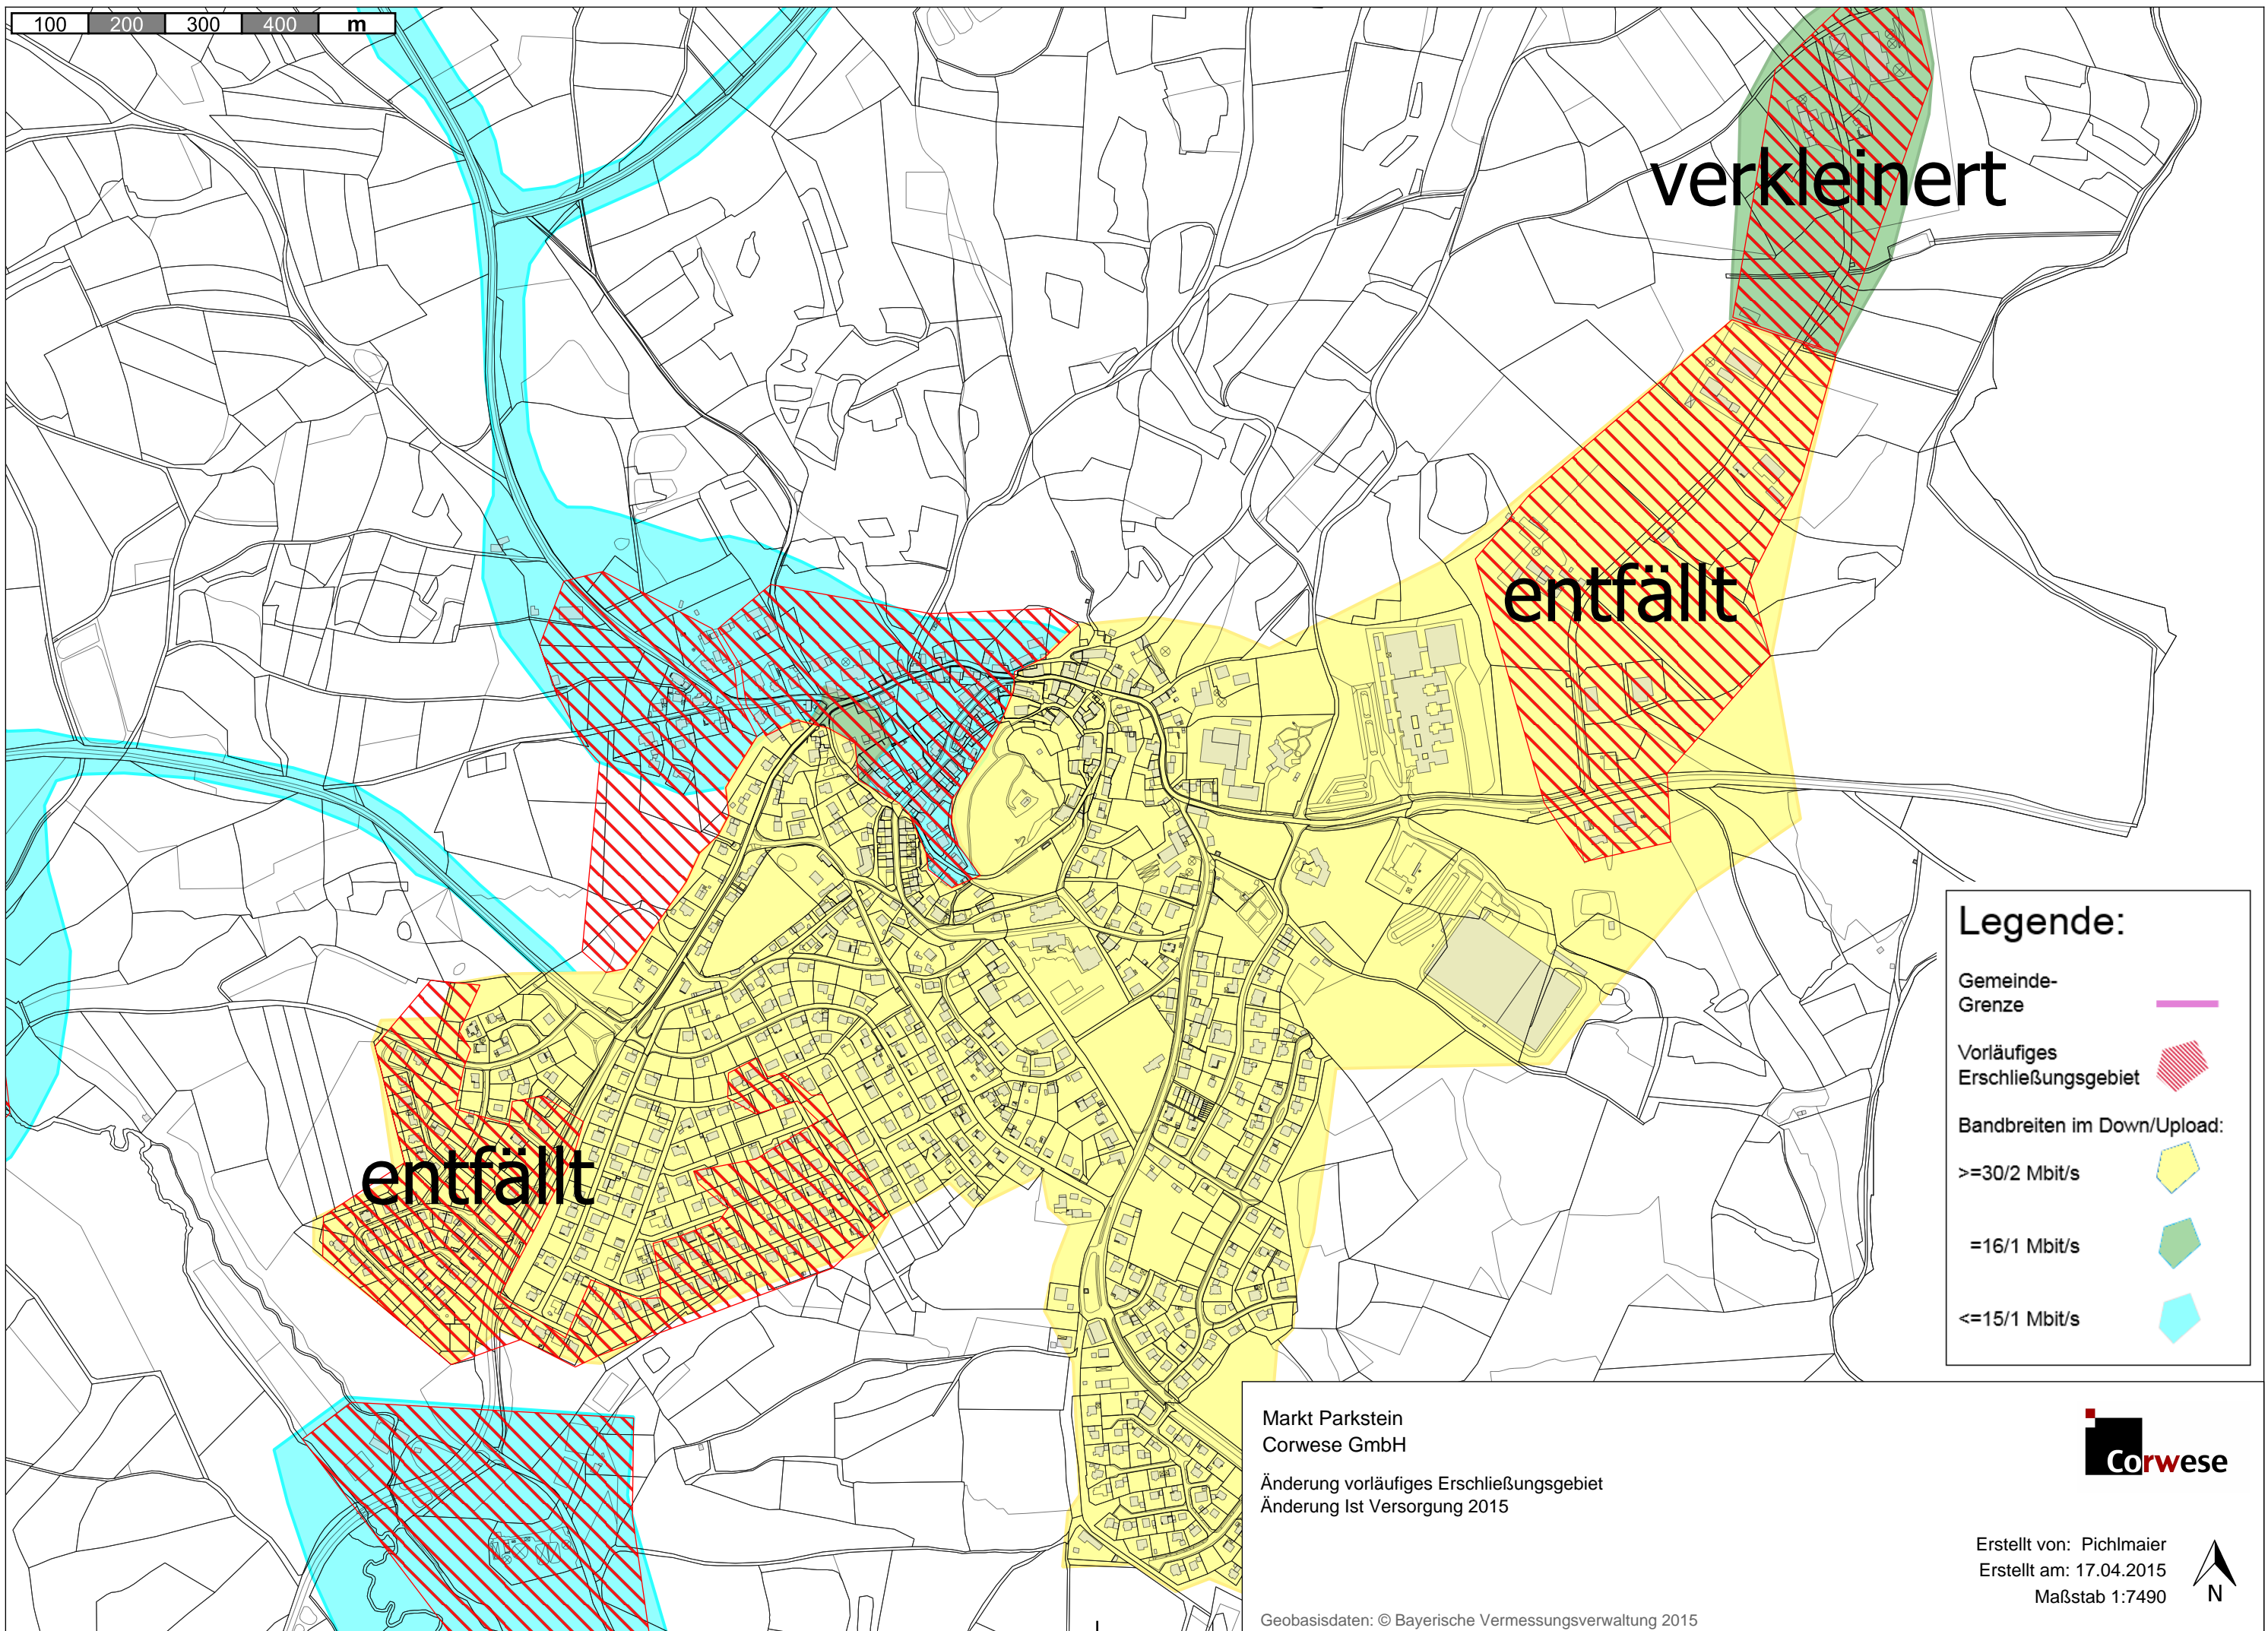 100 200 300 400 m
verkleinert
entfällt
entfällt
Legende:
Gemeinde-
Grenze
Vorläufiges
Erschließungsgebiet
Bandbreiten im Down/Upload:
>=30/2 Mbit/s
=16/1 Mbit/s
<=15/1 Mbit/s
Markt Parkstein
Corwese GmbH
Änderung vorläufiges Erschließungsgebiet
Änderung Ist Versorgung 2015
Corwese
Erstellt von: Pichlmaier
Erstellt am: 17.04.2015
Maßstab 1:7490
N
Geobasisdaten: © Bayerische Vermessungsverwaltung 2015